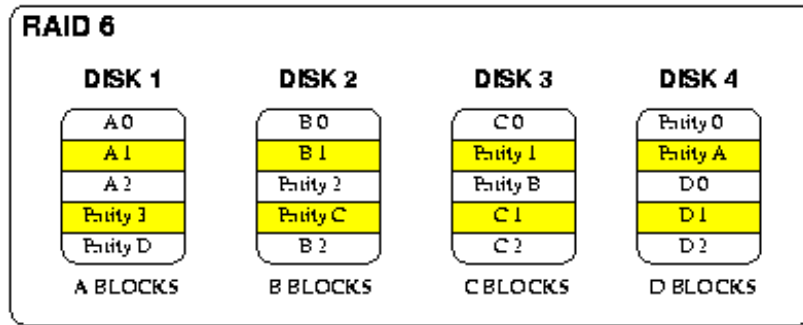 RAID 6
DISK 1 DISK 2 DISK 3 DISK 4
A 0 B 0 C 0 Parity 0
A 1 B 1 Parity 1 Parity A
A 2 Parity 2 Parity B D 0
Parity 3 Parity C C 1 D 1
Parity D B 2 C 2 D 2
A BLOCKS B BLOCKS C BLOCKS D BLOCKS